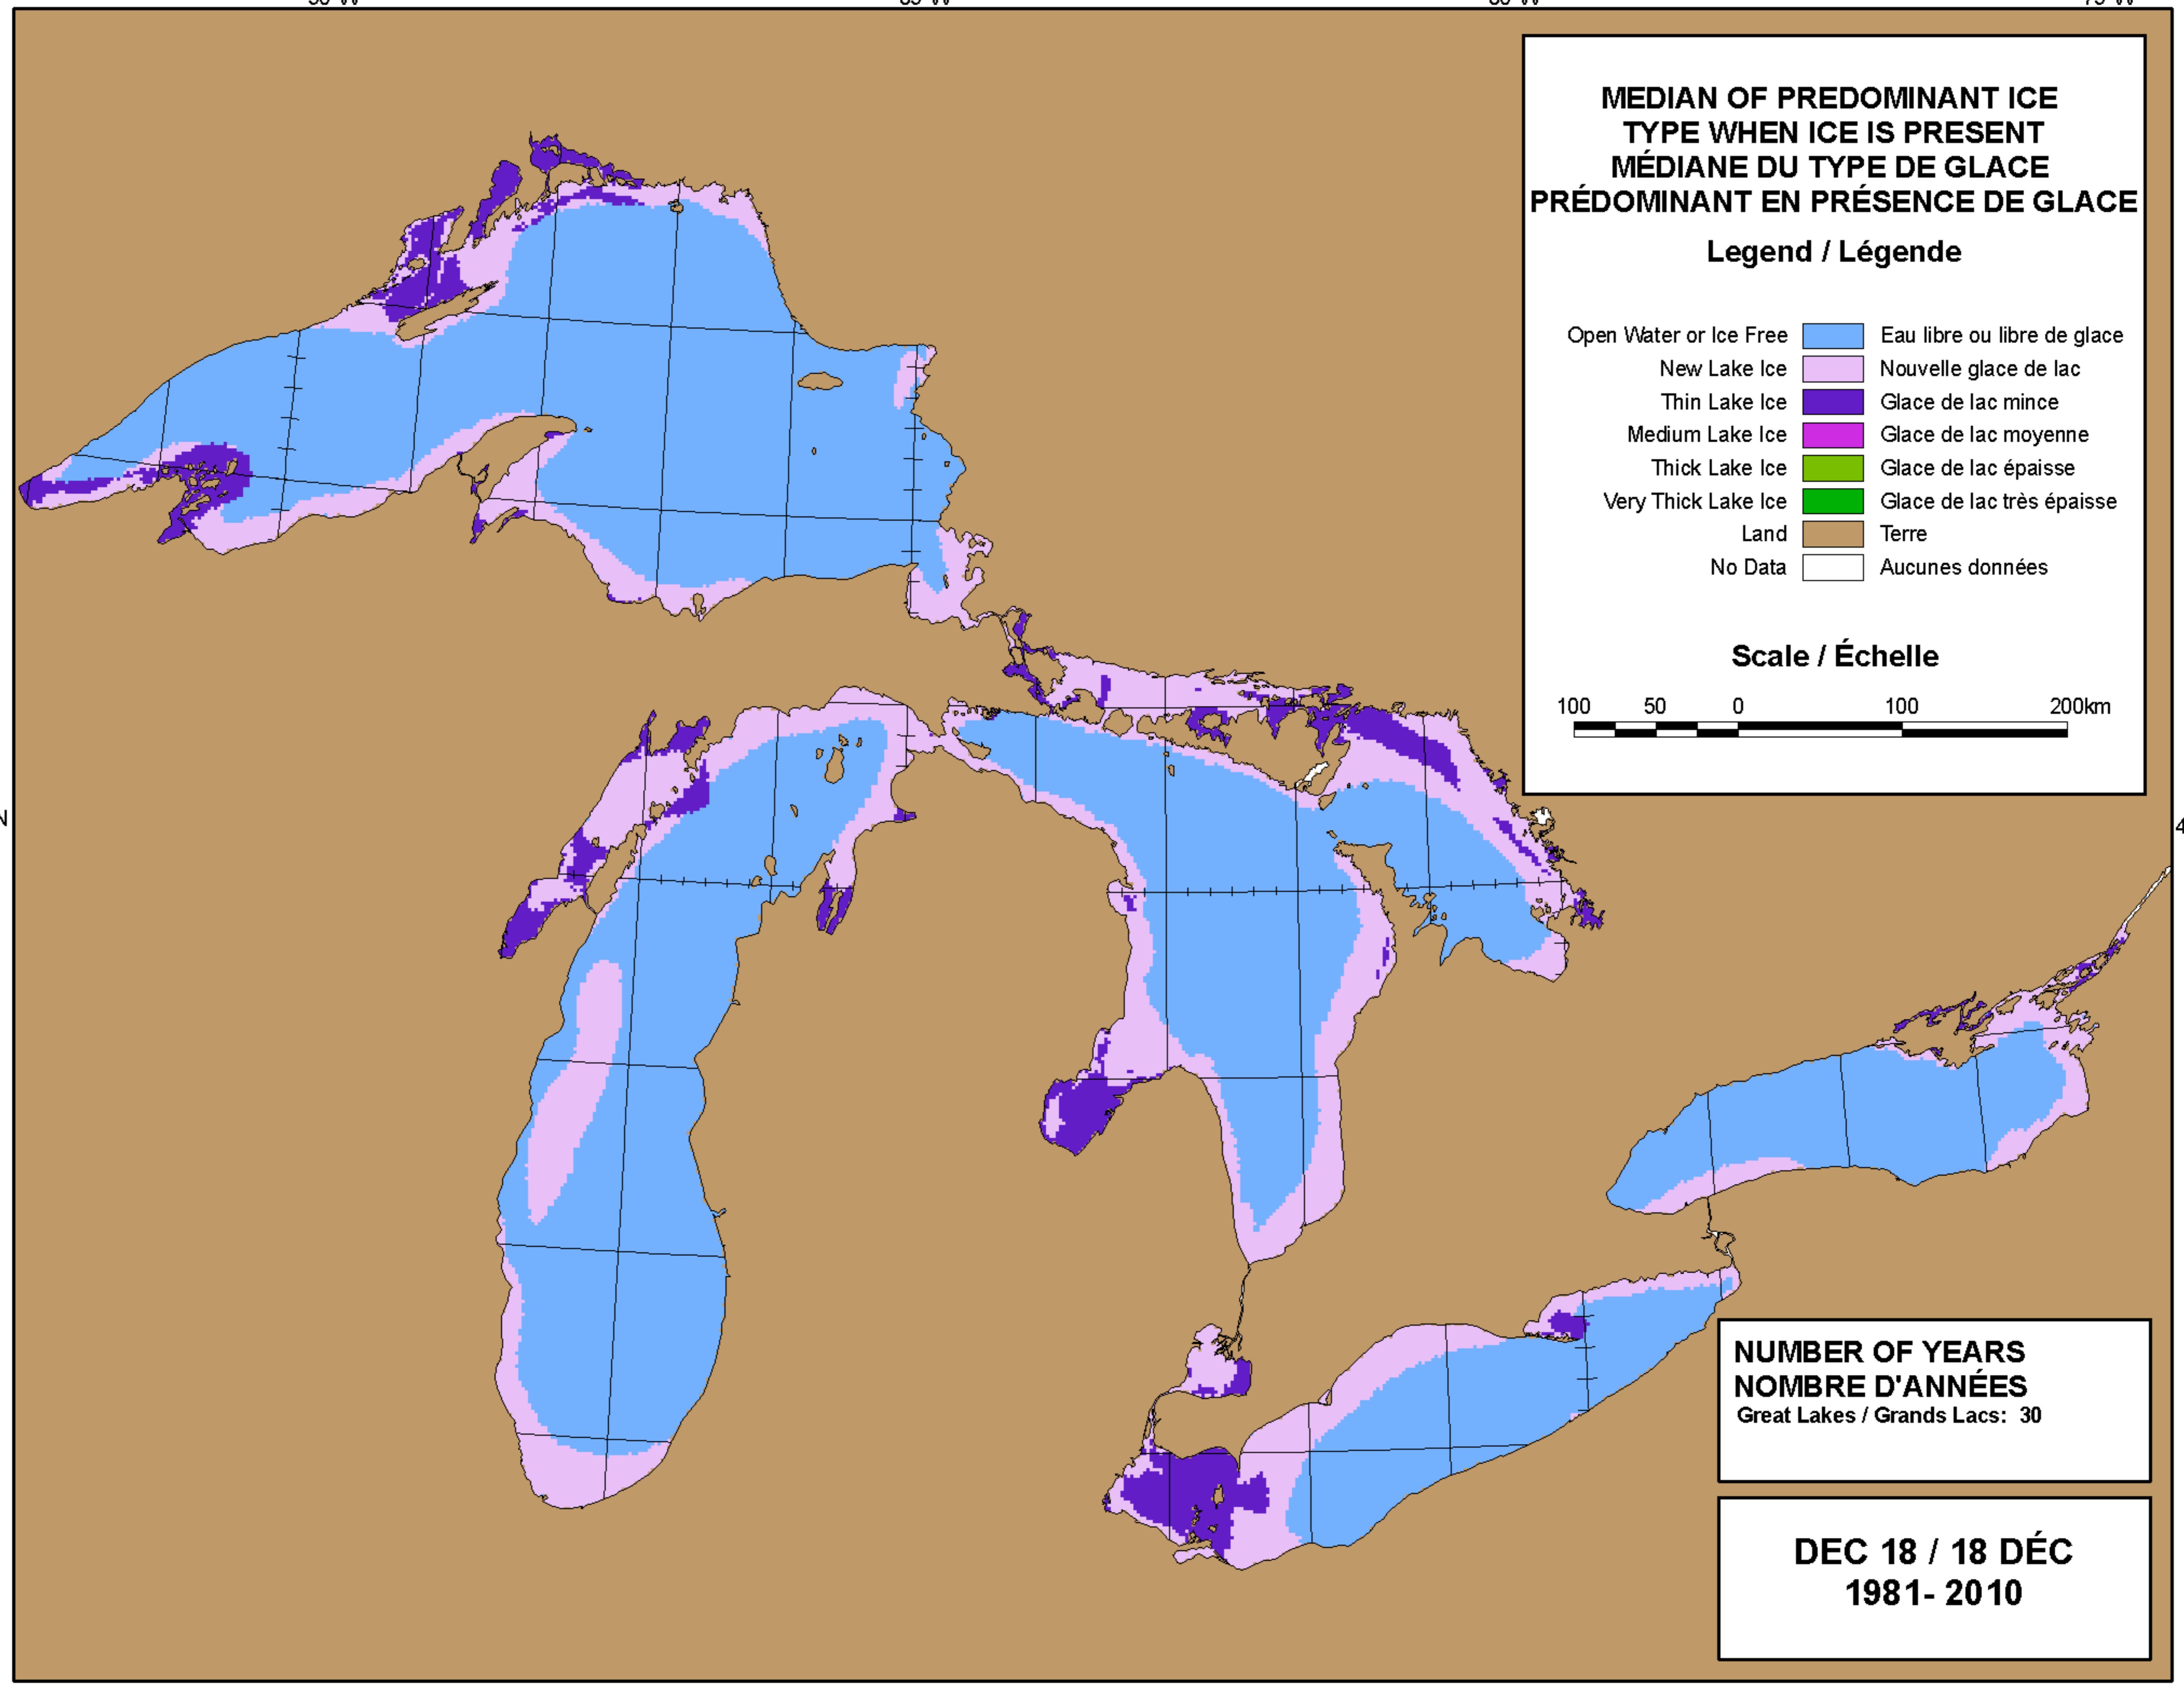 MEDIAN OF PREDOMINANT ICE
TYPE WHEN ICE IS PRESENT
MÉDIANE DU TYPE DE GLACE
PRÉDOMINANT EN PRÉSENCE DE GLACE
Legend / Légende
Open Water or Ice Free Eau libre ou libre de glace
New Lake Ice Nouvelle glace de lac
Thin Lake Ice Glace de lac mince
Medium Lake Ice Glace de lac moyenne
Thick Lake Ice Glace de lac épaisse
Very Thick Lake Ice Glace de lac très épaisse
Land Terre
No Data Aucunes données
Scale / Échelle
100 50 0 100 200km
N
4
NUMBER OF YEARS
NOMBRE D'ANNÉES
Great Lakes / Grands Lacs: 30
DEC 18 / 18 DÉC
1981- 2010